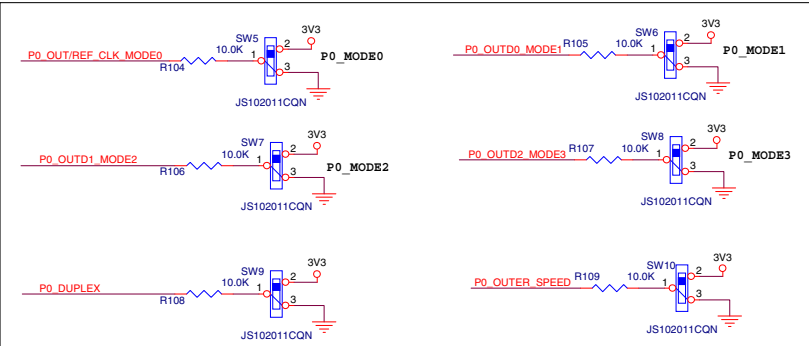 SW5
3V3
10.0K
2
P0_OUT/REF_CLK_MODE0
1
P0_MODE0
R104
3
JS102011CQN
SW6
3V3
P0_OUTD0_MODE1
R105
10.0K
2
1
P0_MODE1
3
JS102011CQN
SW7
3V3
10.0K
2
P0_OUTD1_MODE2
1
P0_MODE2
R106
3
JS102011CQN
SW8
3V3
P0_OUTD2_MODE3
R107
10.0K
2
1
P0_MODE3
3
JS102011CQN
SW9
3V3
10.0K
2
P0_DUPLEX
1
R108
3
JS102011CQN
SW10
3V3
P0_OUTER_SPEED
R109
10.0K
2
1
3
JS102011CQN